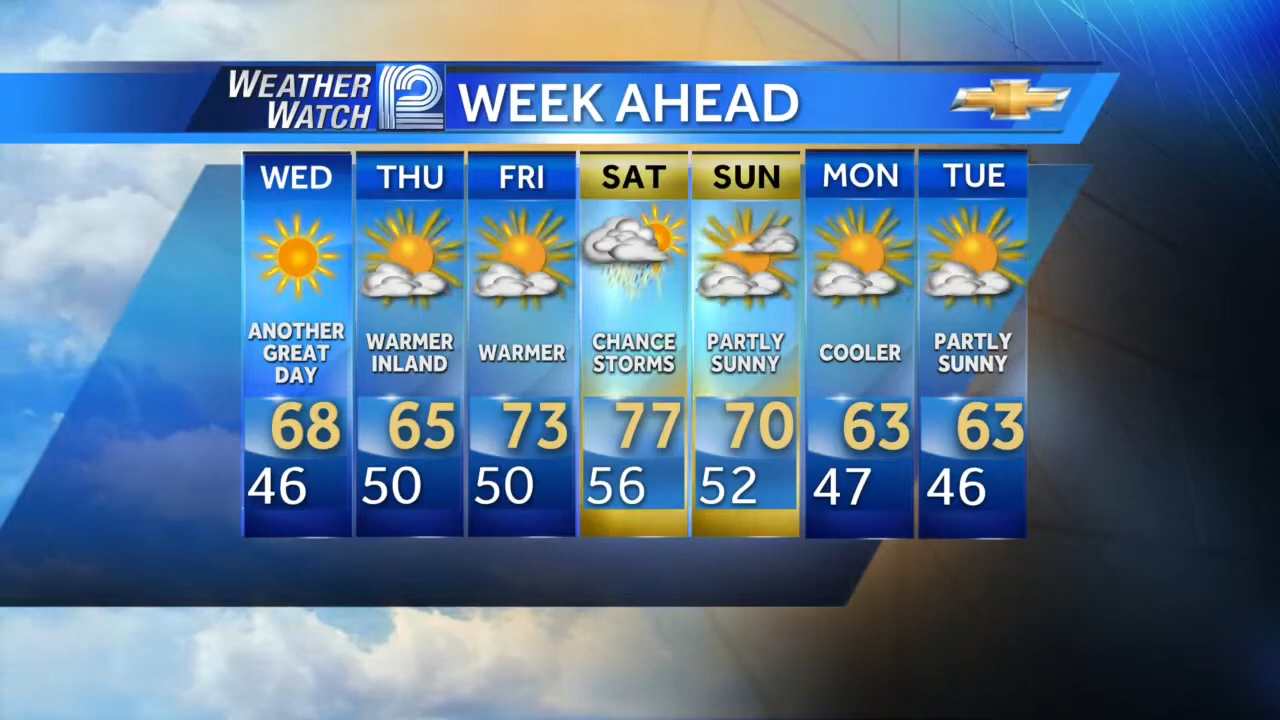 WEATHER WATCH 12 WEEK AHEAD
WED THU FRI SAT SUN MON TUE
ANOTHER GREAT DAY
WARMER INLAND
WARMER
CHANCE STORMS
PARTLY SUNNY
COOLER
PARTLY SUNNY
68 65 73 77 70 63 63
46 50 50 56 52 47 46